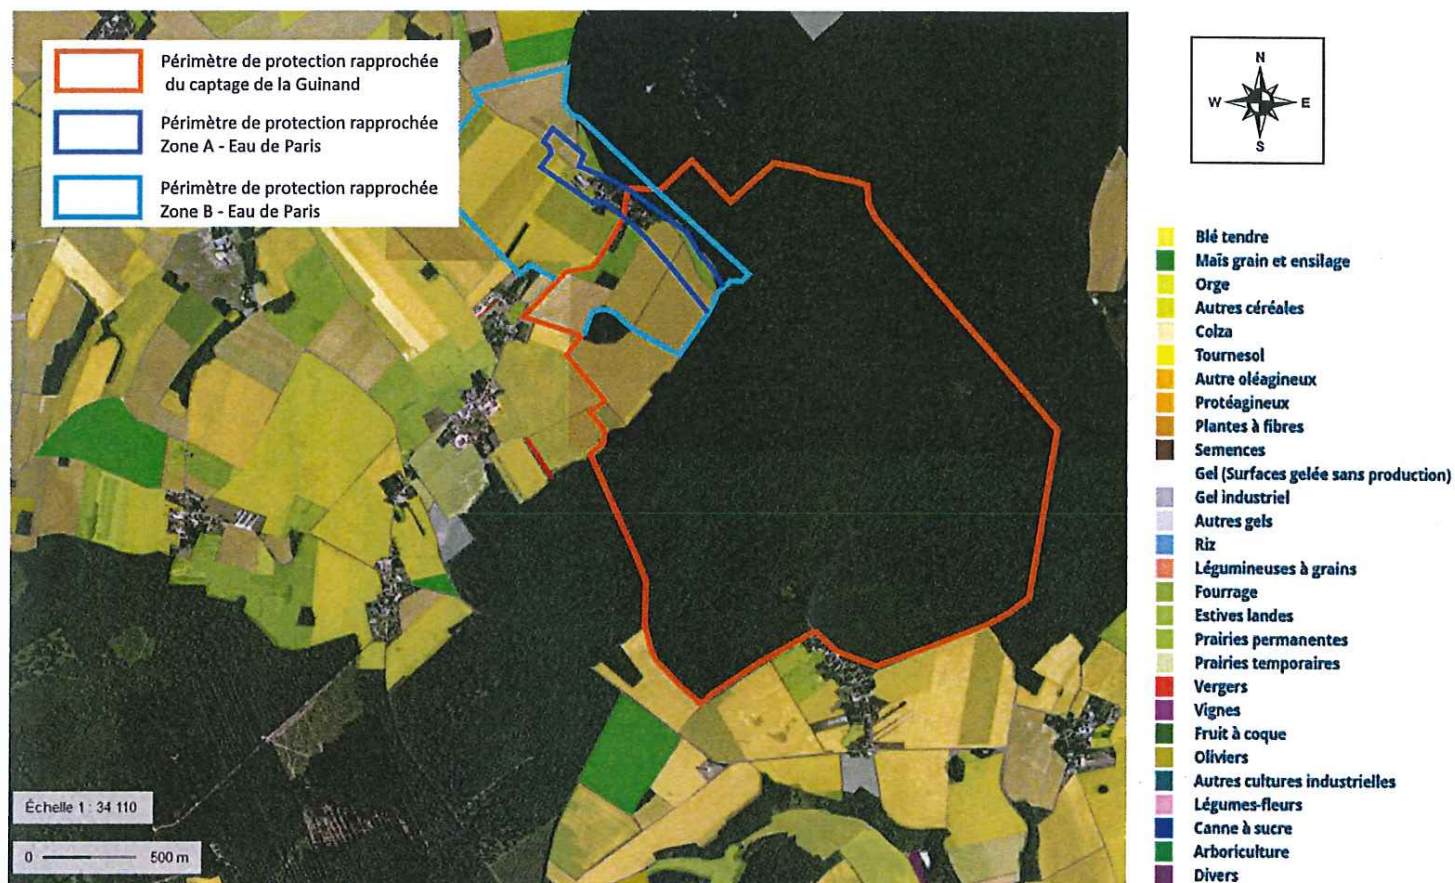 Périmètre de protection rapprochée
du captage de la Guinand
Périmètre de protection rapprochée
Zone A - Eau de Paris
Périmètre de protection rapprochée
Zone B - Eau de Paris
N
W
E
S
Blé tendre
Maïs grain et ensilage
Orge
Autres céréales
Colza
Tournesol
Autre oléagineux
Protéagineux
Plantes à fibres
Semences
Gel (Surfaces gelée sans production)
Gel industriel
Autres gels
Riz
Légumineuses à grains
Fourrage
Estives landes
Prairies permanentes
Prairies temporaires
Vergers
Vignes
Fruit à coque
Oliviers
Autres cultures industrielles
Légumes-fleurs
Canne à sucre
Arboriculture
Divers
Échelle 1 : 34 110
0 500 m